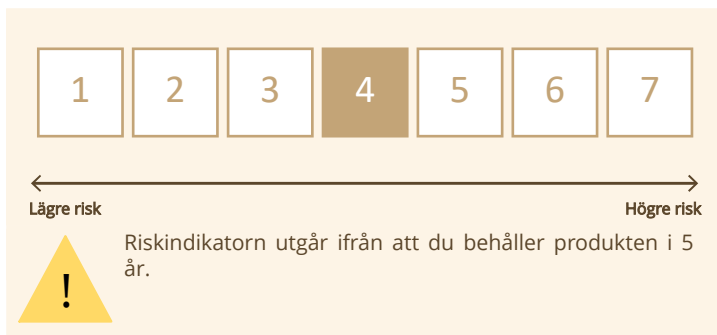 1 2 3 4 5 6 7
Lägre risk Högre risk
Riskindikatorn utgår ifrån att du behåller produkten i 5
år.
!